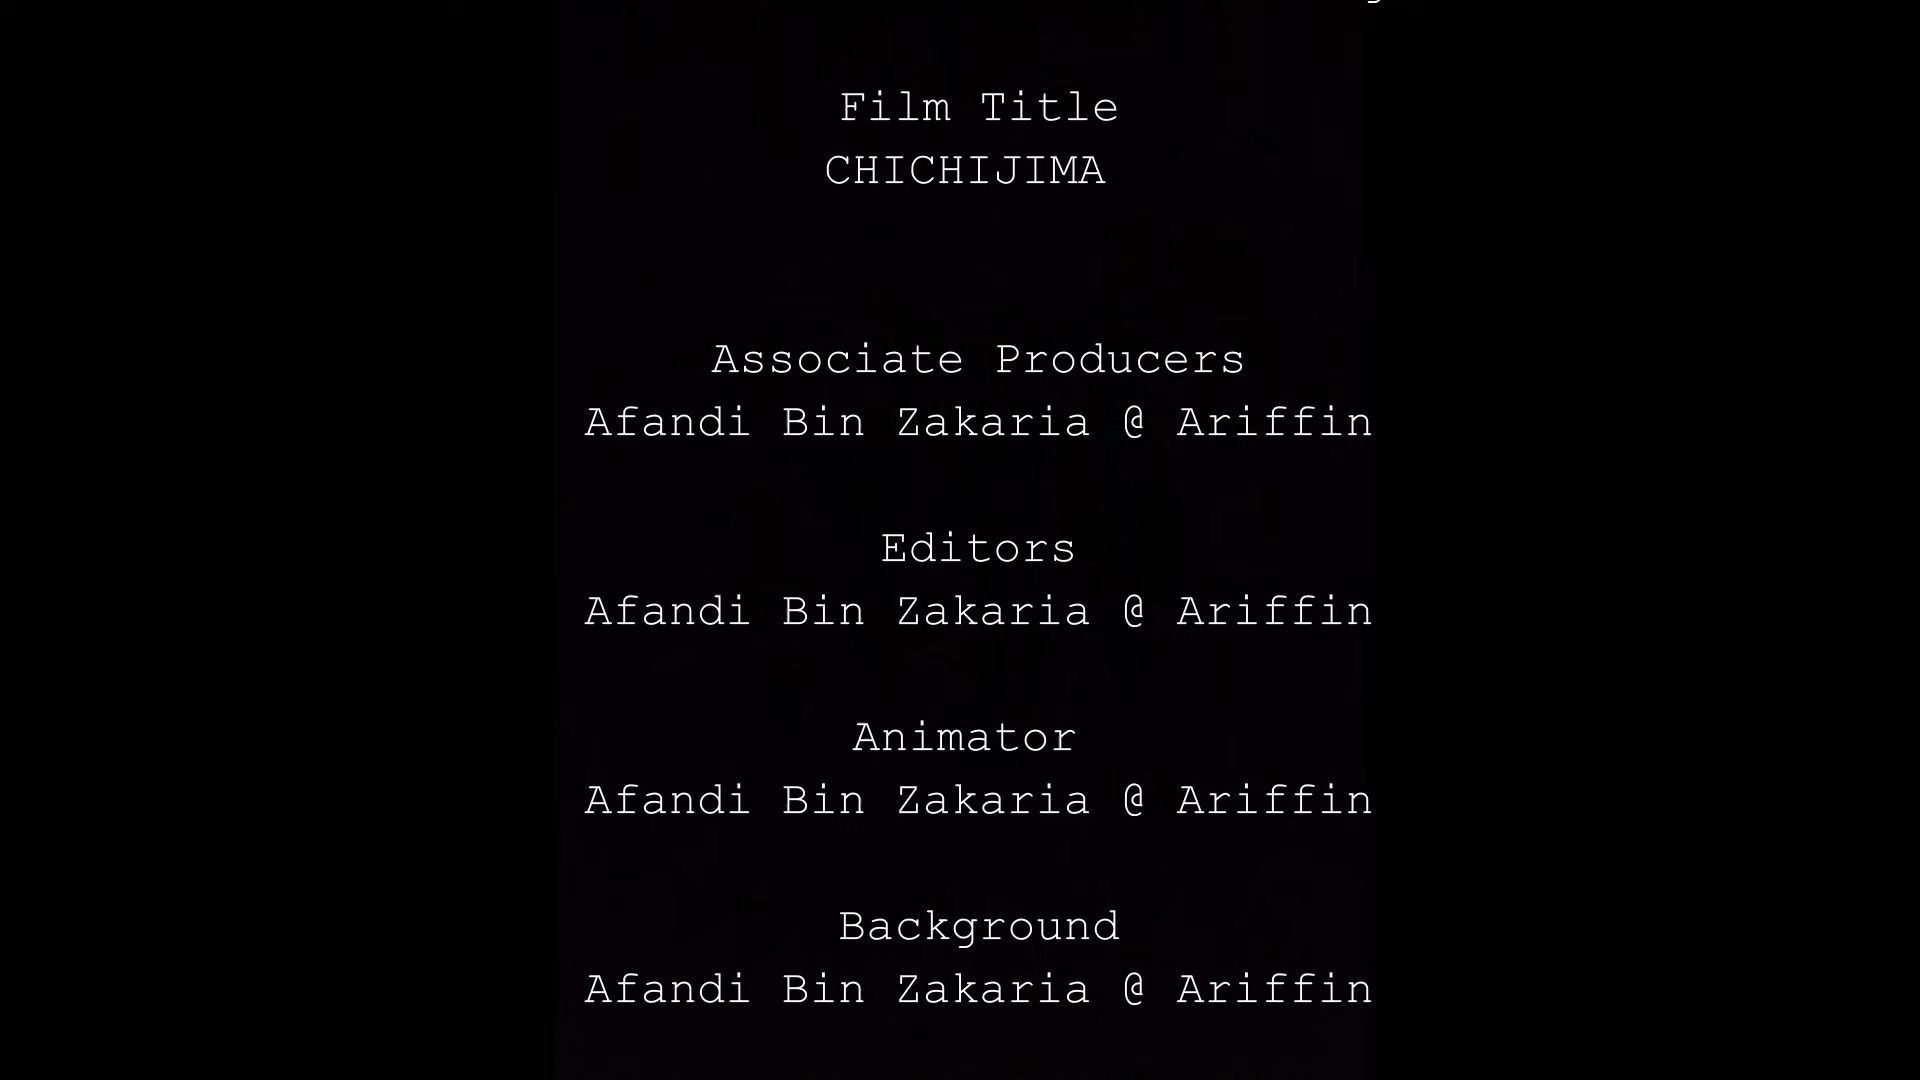 Film Title
CHICHIJIMA
Associate Producers
Afandi Bin Zakaria @ Ariffin
Editors
Afandi Bin Zakaria @ Ariffin
Animator
Afandi Bin Zakaria @ Ariffin
Background
Afandi Bin Zakaria @ Ariffin